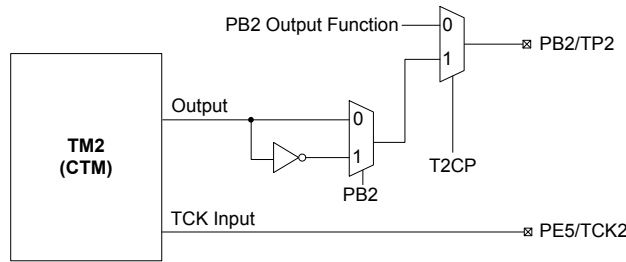 PB2 Output Function
0
1
PB2/TP2
Output
0
1
TM2
(CTM)
T2CP
PB2
TCK Input
PE5/TCK2